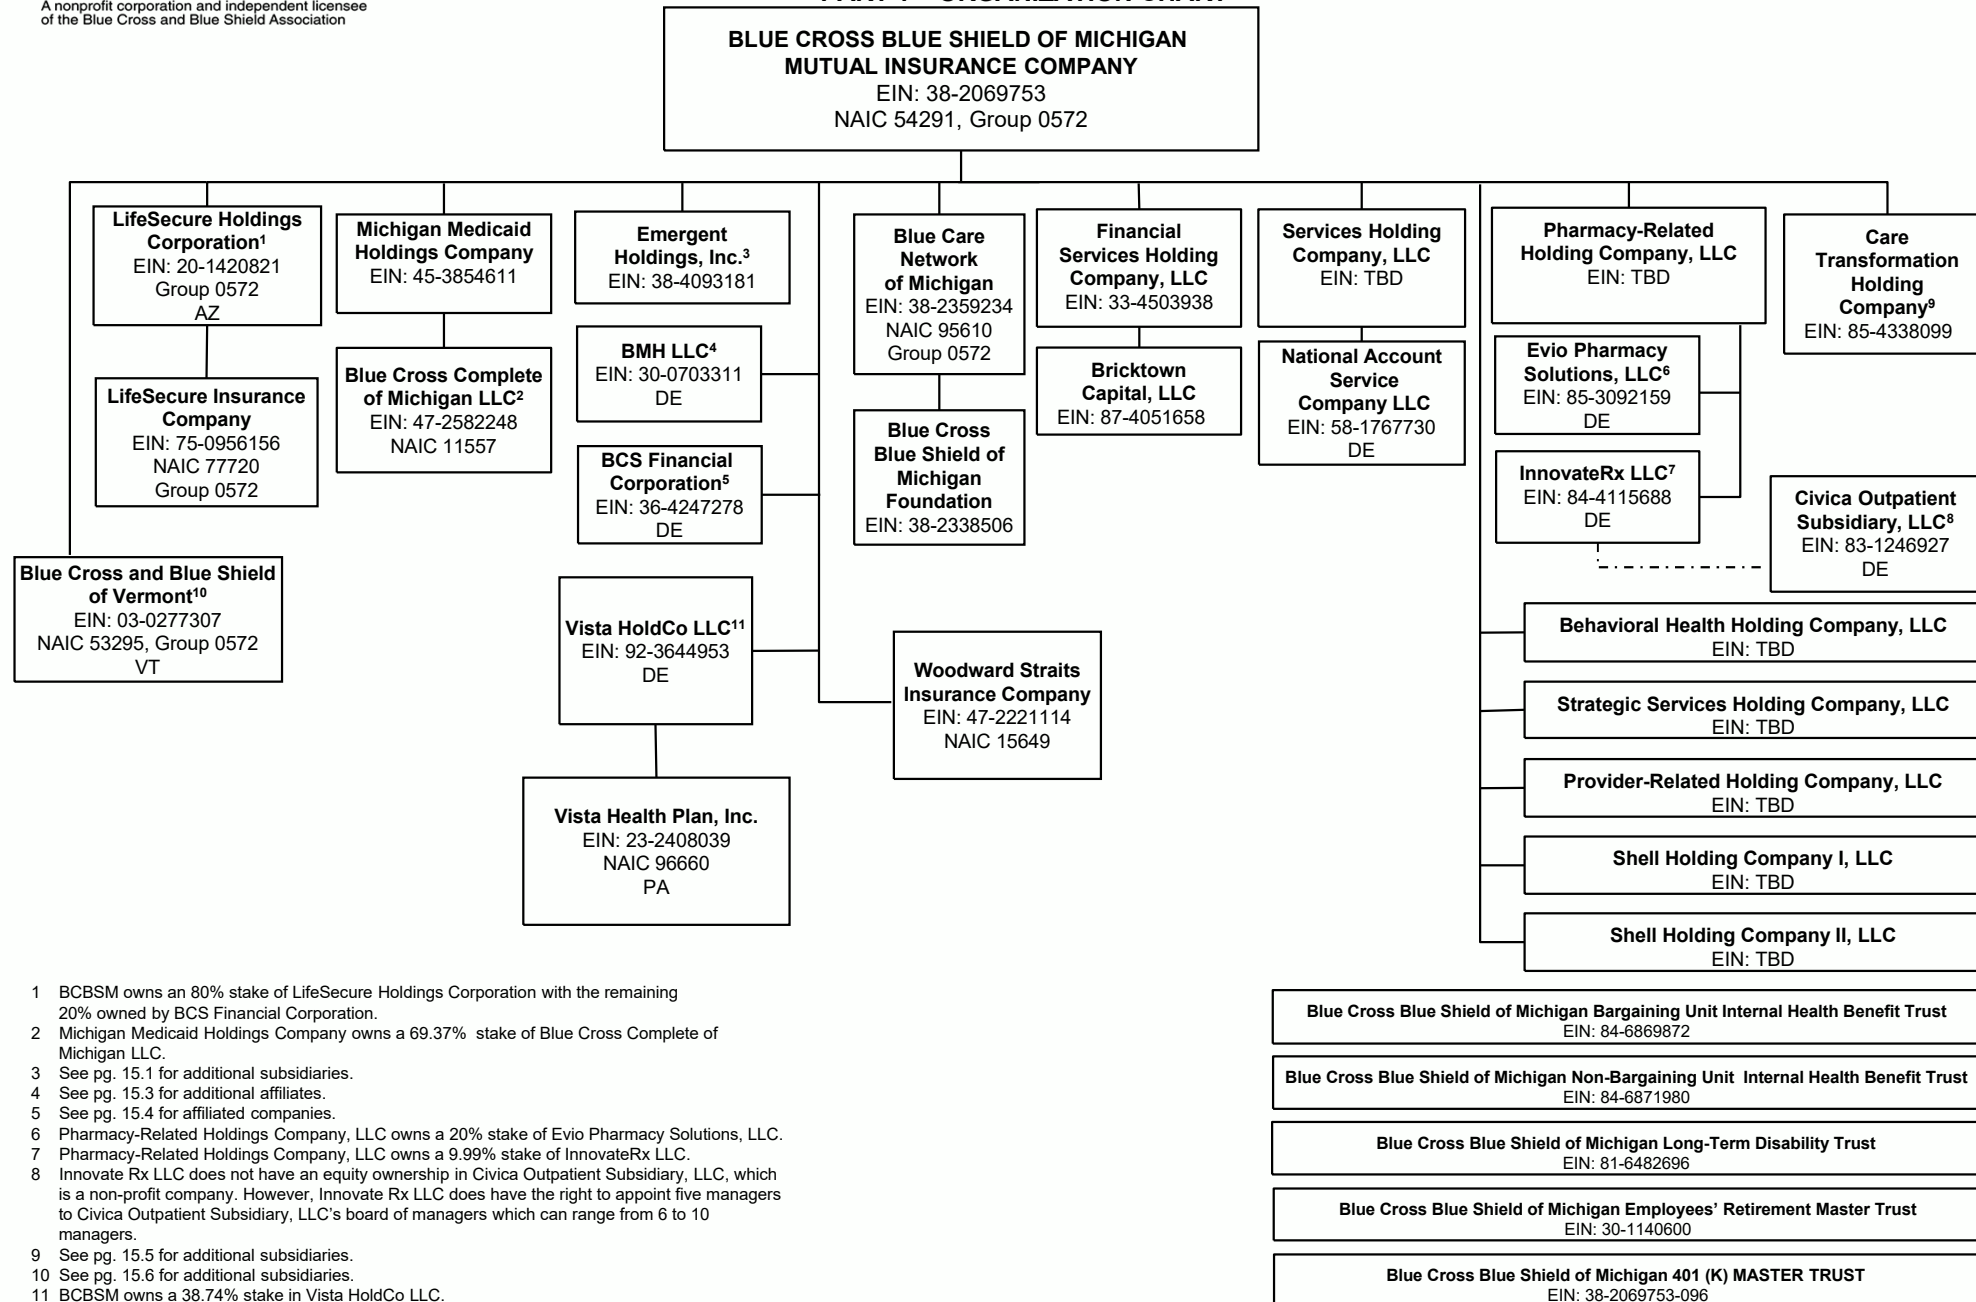 A nonprofit corporation and independent licensee
of the Blue Cross and Blue Shield Association
BLUE CROSS BLUE SHIELD OF MICHIGAN
MUTUAL INSURANCE COMPANY
EIN: 38-2069753
NAIC 54291, Group 0572
LifeSecure Holdings
Corporation¹
EIN: 20-1420821
Group 0572
AZ
Michigan Medicaid
Holdings Company
EIN: 45-3854611
Emergent
Holdings, Inc.³
EIN: 38-4093181
Blue Care
Network
of Michigan
EIN: 38-2359234
NAIC 95610
Group 0572
Financial
Services Holding
Company, LLC
EIN: 33-4503938
Services Holding
Company, LLC
EIN: TBD
Pharmacy-Related
Holding Company, LLC
EIN: TBD
Care
Transformation
Holding
Company⁹
EIN: 85-4338099
LifeSecure Insurance
Company
EIN: 75-0956156
NAIC 77720
Group 0572
Blue Cross Complete
of Michigan LLC²
EIN: 47-2582248
NAIC 11557
BMH LLC⁴
EIN: 30-0703311
DE
BCS Financial
Corporation⁵
EIN: 36-4247278
DE
Blue Cross
Blue Shield of
Michigan
Foundation
EIN: 38-2338506
Bricktown
Capital, LLC
EIN: 87-4051658
National Account
Service
Company LLC
EIN: 58-1767730
DE
Evio Pharmacy
Solutions, LLC⁶
EIN: 85-3092159
DE
InnovateRx LLC⁷
EIN: 84-4115688
DE
Civica Outpatient
Subsidiary, LLC⁸
EIN: 83-1246927
DE
Blue Cross and Blue Shield
of Vermont¹⁰
EIN: 03-0277307
NAIC 53295, Group 0572
VT
Vista HoldCo LLC¹¹
EIN: 92-3644953
DE
Woodward Straits
Insurance Company
EIN: 47-2221114
NAIC 15649
Vista Health Plan, Inc.
EIN: 23-2408039
NAIC 96660
PA
Behavioral Health Holding Company, LLC
EIN: TBD
Strategic Services Holding Company, LLC
EIN: TBD
Provider-Related Holding Company, LLC
EIN: TBD
Shell Holding Company I, LLC
EIN: TBD
Shell Holding Company II, LLC
EIN: TBD
1 BCBSM owns an 80% stake of LifeSecure Holdings Corporation with the remaining
20% owned by BCS Financial Corporation.
2 Michigan Medicaid Holdings Company owns a 69.37% stake of Blue Cross Complete of
Michigan LLC.
3 See pg. 15.1 for additional subsidiaries.
4 See pg. 15.3 for additional affiliates.
5 See pg. 15.4 for affiliated companies.
6 Pharmacy-Related Holdings Company, LLC owns a 20% stake of Evio Pharmacy Solutions, LLC.
7 Pharmacy-Related Holdings Company, LLC owns a 9.99% stake of InnovateRx LLC.
8 Innovate Rx LLC does not have an equity ownership in Civica Outpatient Subsidiary, LLC, which
is a non-profit company. However, Innovate Rx LLC does have the right to appoint five managers
to Civica Outpatient Subsidiary, LLC’s board of managers which can range from 6 to 10
managers.
9 See pg. 15.5 for additional subsidiaries.
10 See pg. 15.6 for additional subsidiaries.
11 BCBSM owns a 38.74% stake in Vista HoldCo LLC.
Blue Cross Blue Shield of Michigan Bargaining Unit Internal Health Benefit Trust
EIN: 84-6869872
Blue Cross Blue Shield of Michigan Non-Bargaining Unit Internal Health Benefit Trust
EIN: 84-6871980
Blue Cross Blue Shield of Michigan Long-Term Disability Trust
EIN: 81-6482696
Blue Cross Blue Shield of Michigan Employees’ Retirement Master Trust
EIN: 30-1140600
Blue Cross Blue Shield of Michigan 401 (K) MASTER TRUST
EIN: 38-2069753-096